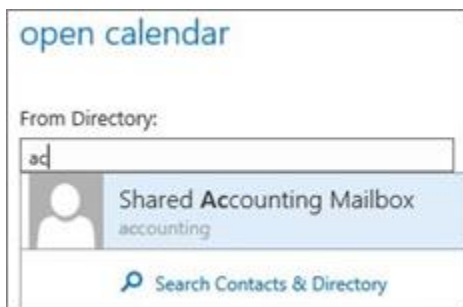 open calendar
From Directory:
ac
Shared Accounting Mailbox
accounting
Search Contacts & Directory